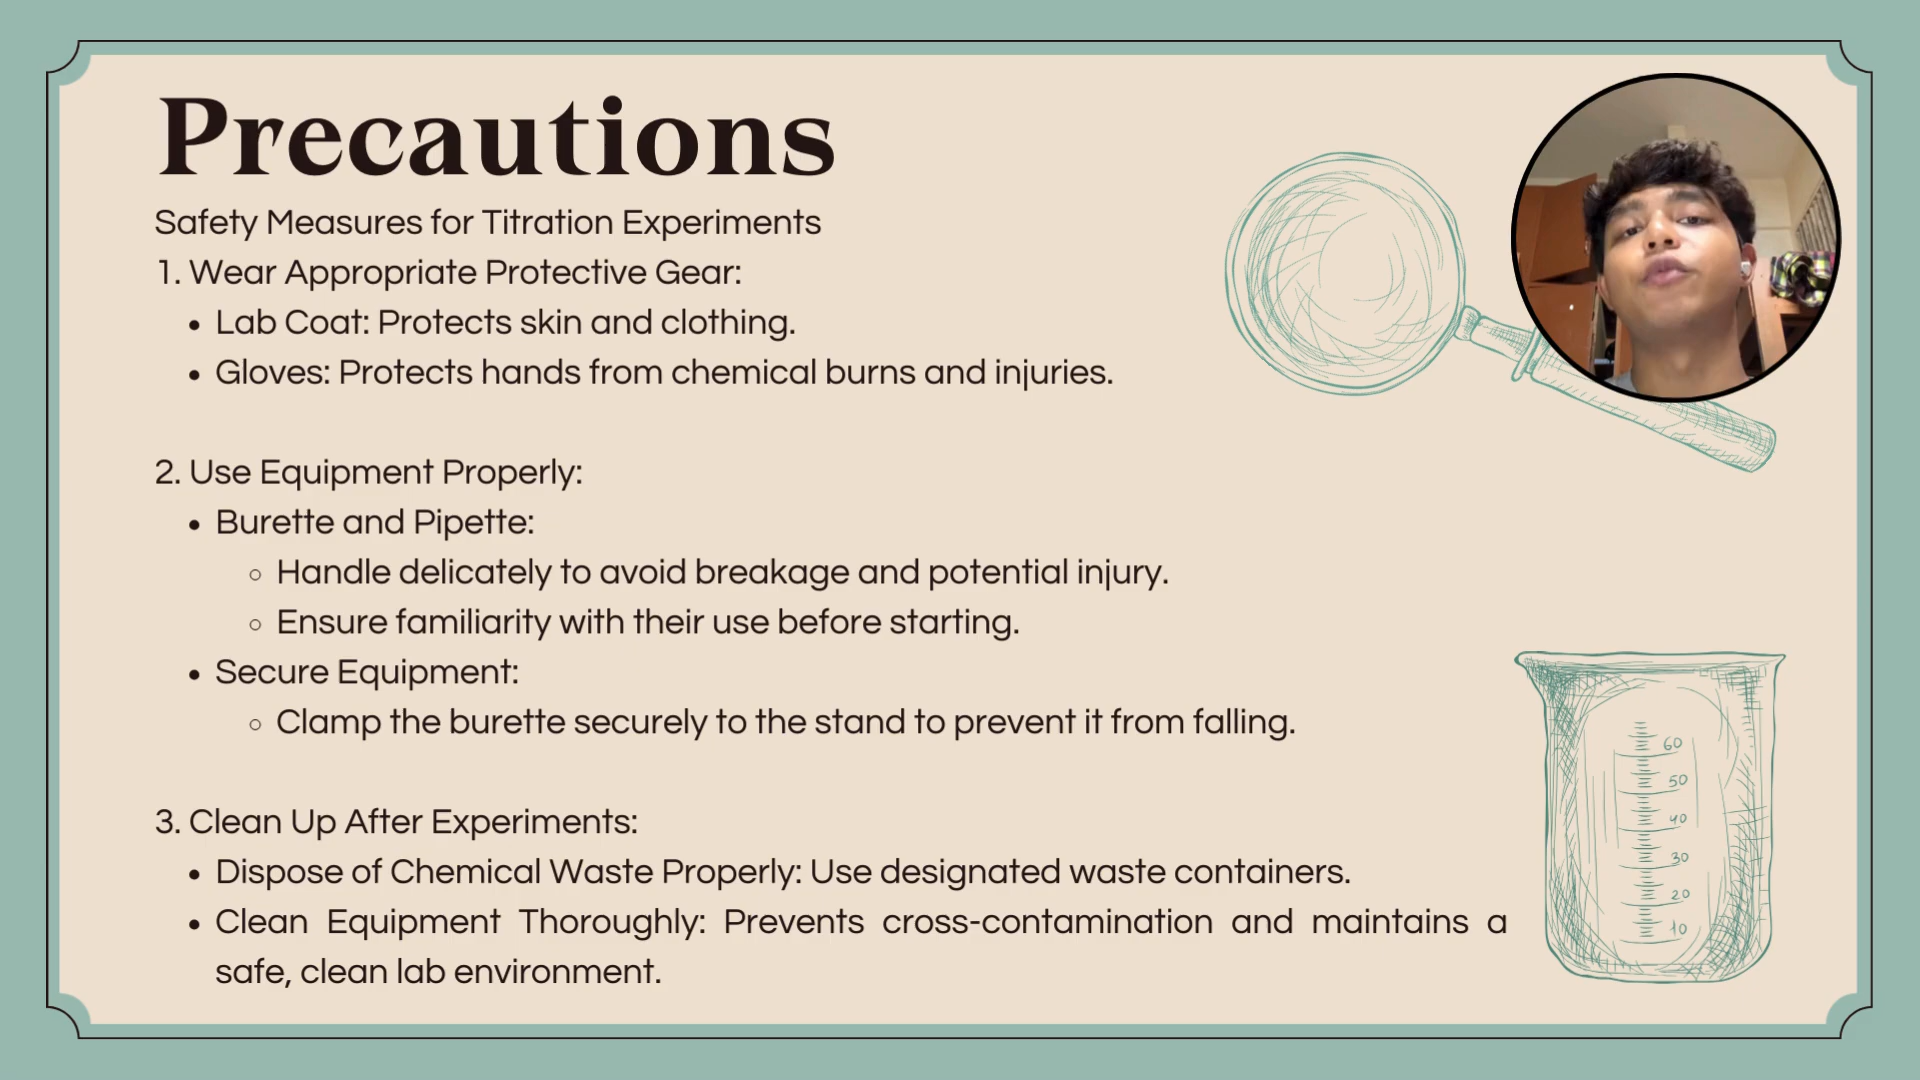 Precautions
Safety Measures for Titration Experiments
1. Wear Appropriate Protective Gear:
• Lab Coat: Protects skin and clothing.
• Gloves: Protects hands from chemical burns and injuries.
2. Use Equipment Properly:
• Burette and Pipette:
◦ Handle delicately to avoid breakage and potential injury.
◦ Ensure familiarity with their use before starting.
• Secure Equipment:
◦ Clamp the burette securely to the stand to prevent it from falling.
3. Clean Up After Experiments:
• Dispose of Chemical Waste Properly: Use designated waste containers.
• Clean Equipment Thoroughly: Prevents cross-contamination and maintains a
safe, clean lab environment.
60
50
40
30
20
10